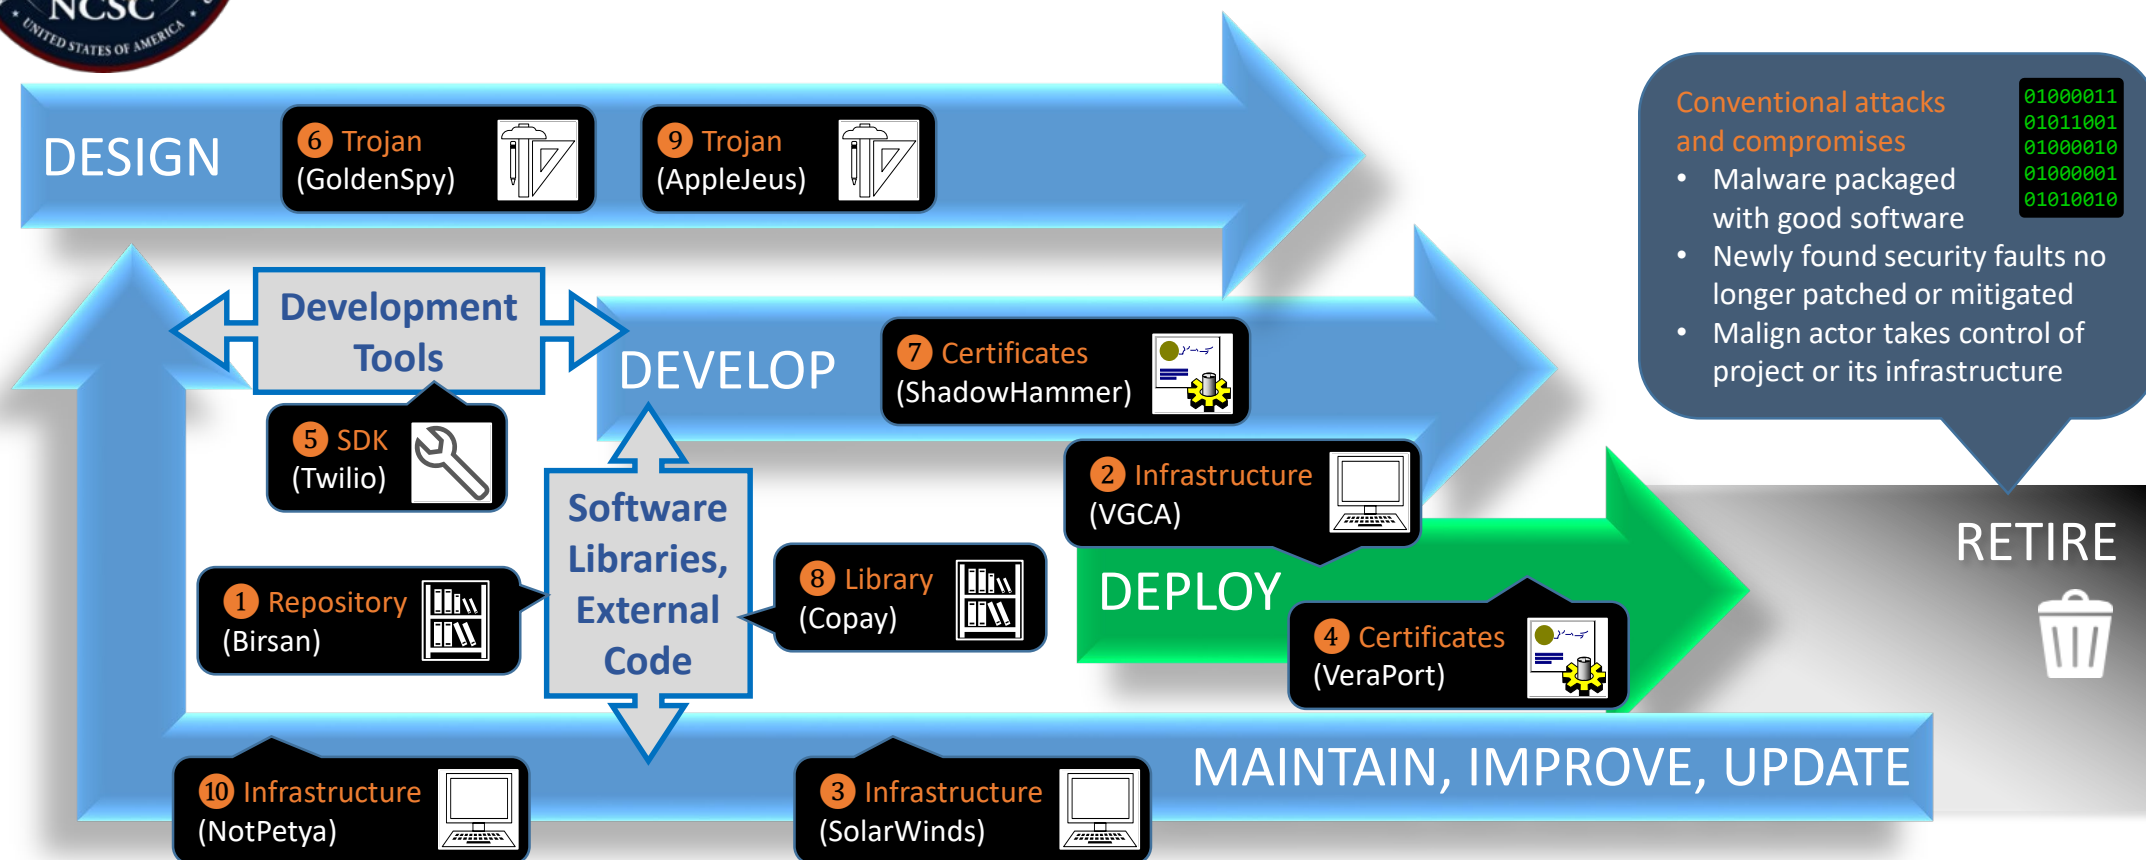 NCSC
UNITED STATES OF AMERICA
DESIGN
6 Trojan
(GoldenSpy)
9 Trojan
(AppleJeus)
Conventional attacks
and compromises
• Malware packaged
with good software
• Newly found security faults no
longer patched or mitigated
• Malign actor takes control of
project or its infrastructure
01000011
01011001
01000010
01000001
01010010
Development
Tools
DEVELOP
7 Certificates
(ShadowHammer)
5 SDK
(Twilio)
Software
Libraries,
External
Code
2 Infrastructure
(VGCA)
RETIRE
1 Repository
(Birsan)
8 Library
(Copay)
DEPLOY
4 Certificates
(VeraPort)
MAINTAIN, IMPROVE, UPDATE
10 Infrastructure
(NotPetya)
3 Infrastructure
(SolarWinds)